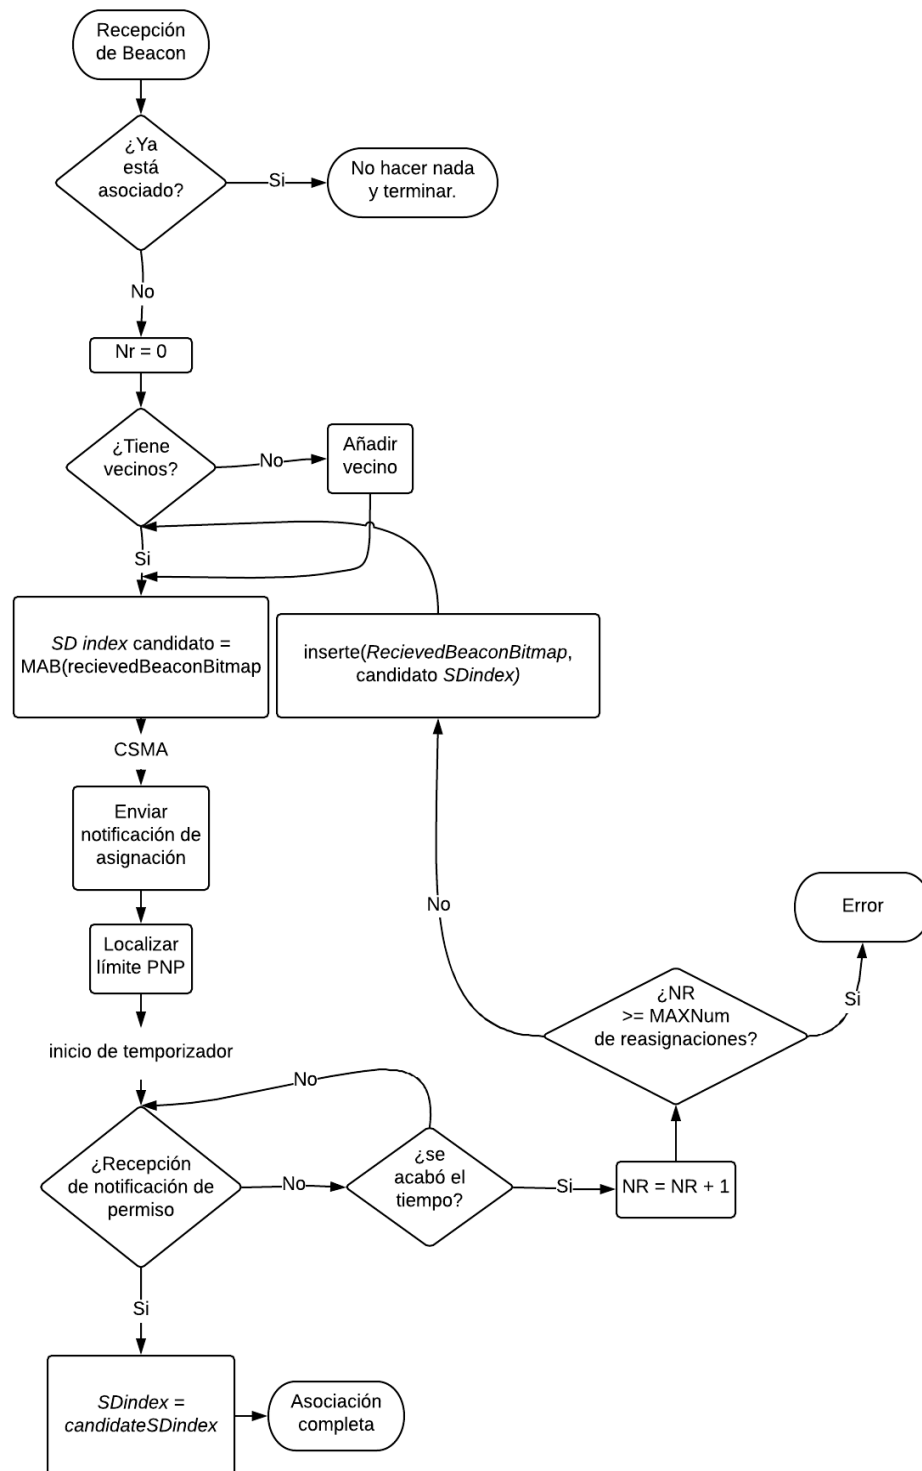 Recepción
de Beacon
¿Ya
está
asociado?
Si
No hacer nada
y terminar.
No
Nr = 0
¿Tiene
vecinos?
No
Añadir
vecino
Si
SD index candidato =
MAB(recievedBeaconBitmap
inserte(RecievedBeaconBitmap,
candidato SDindex)
CSMA
Enviar
notificación de
asignación
Localizar
límite PNP
inicio de temporizador
No
¿Recepción
de notificación de
permiso
No
¿se
acabó el
tiempo?
Si
NR = NR + 1
¿NR
>= MAXNum
de reasignaciones?
No
Si
Error
Si
SDindex =
candidateSDindex
Asociación
completa